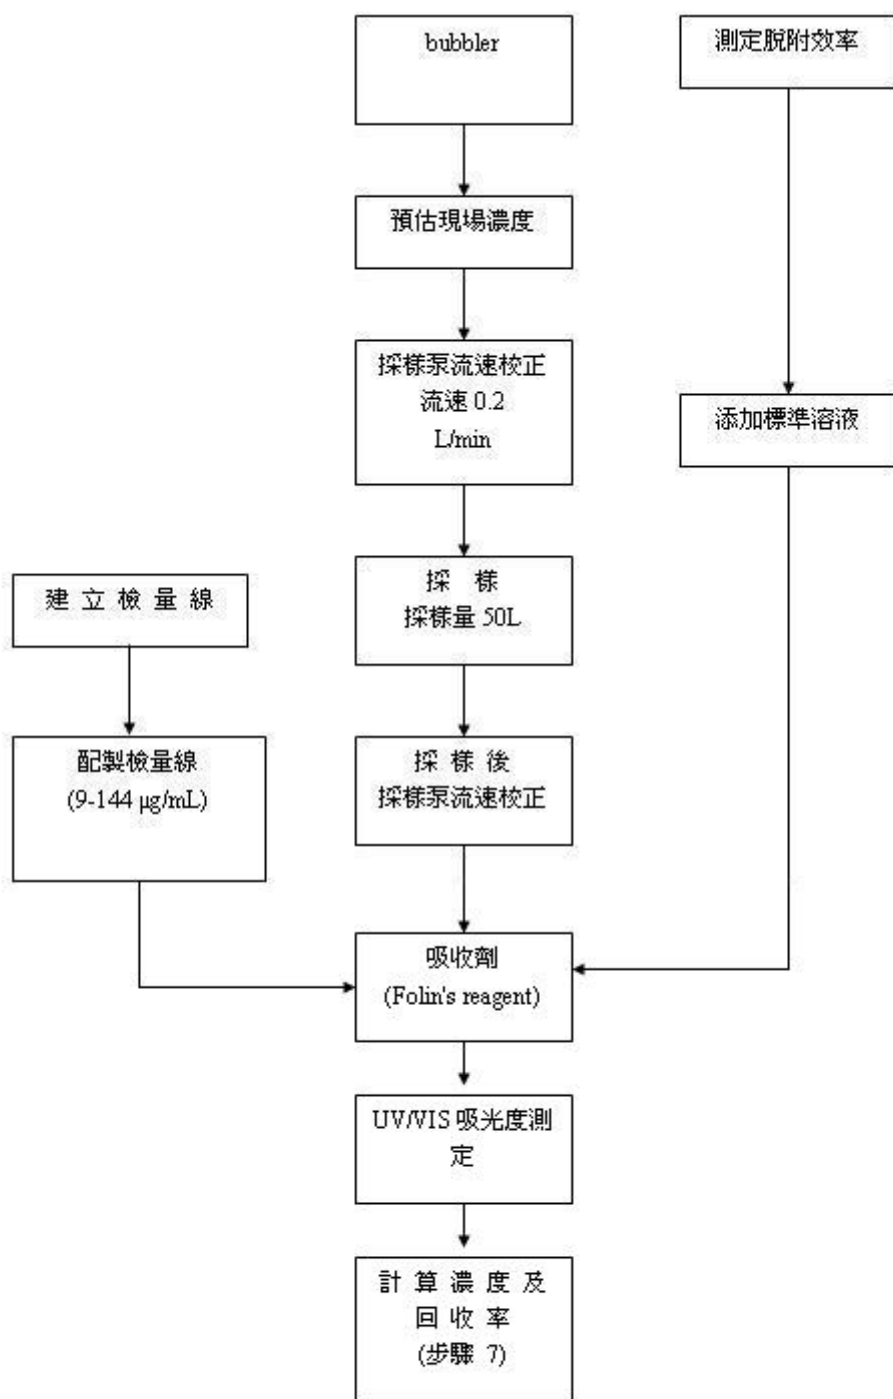 bubbler
測定脫附效率
預估現場濃度
採樣泵流速校正
流速 0.2
L/min
添加標準溶液
採 樣
採樣量 50L
建 立 檢 量 線
配製檢量線
(9-144 μg/mL)
採 樣 後
採樣泵流速校正
吸收劑
(Folin's reagent)
UV/VIS 吸光度測
定
計 算 濃 度 及
回 收 率
(步驟 7)